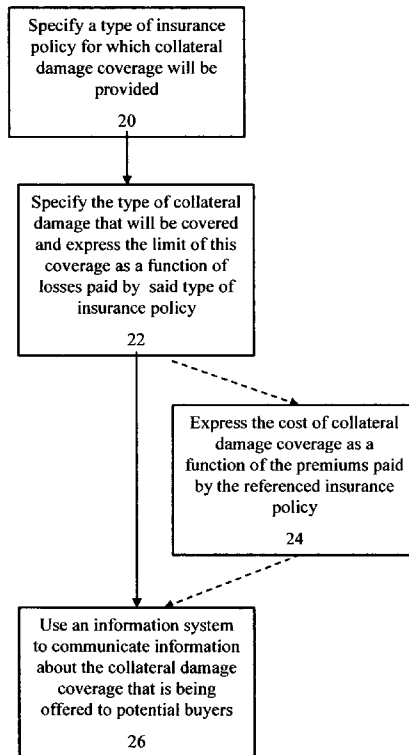 Specify a type of insurance
policy for which collateral
damage coverage will be
provided
20
Specify the type of collateral
damage that will be covered
and express the limit of this
coverage as a function of
losses paid by said type of
insurance policy
22
Express the cost of collateral
damage coverage as a
function of the premiums paid
by the referenced insurance
policy
24
Use an information system
to communicate information
about the collateral damage
coverage that is being
offered to potential buyers
26